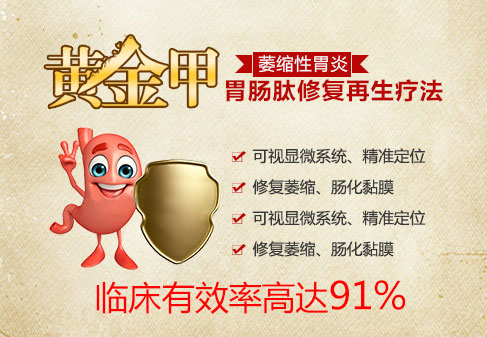 黄金甲
萎缩性胃炎
胃肠肽修复再生疗法
可视显微系统、精准定位
修复萎缩、肠化黏膜
可视显微系统、精准定位
修复萎缩、肠化黏膜
临床有效率高达91%